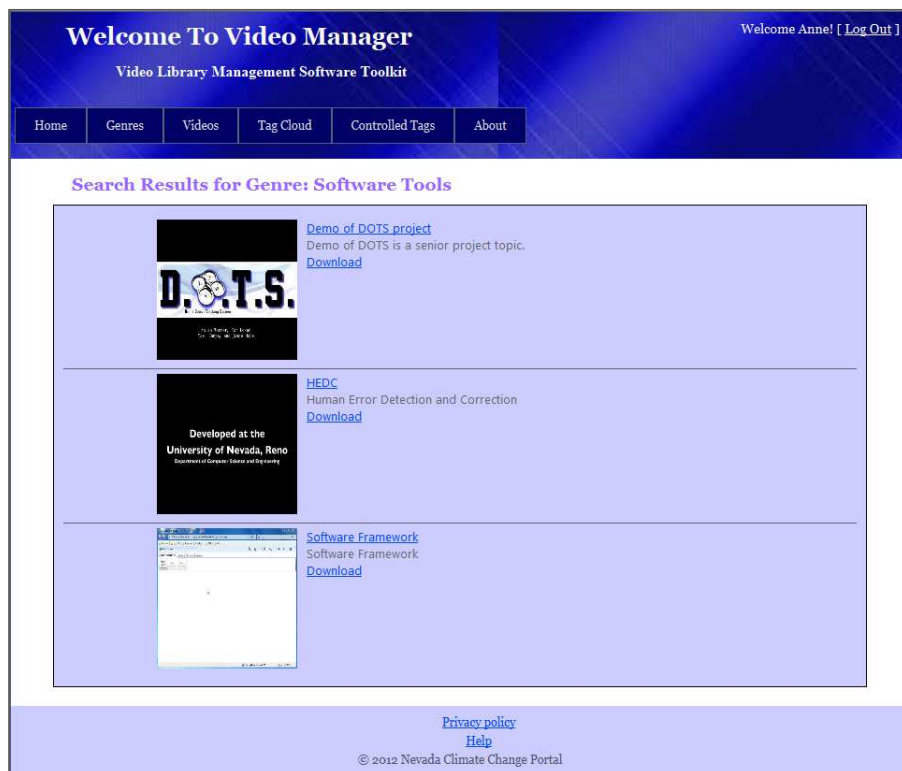 Welcome To Video Manager
Welcome Anne! [ Log Out ]
Video Library Management Software Toolkit
Home Genres Videos Tag Cloud Controlled Tags About
Search Results for Genre: Software Tools
Demo of DOTS project
Demo of DOTS is a senior project topic.
Download
D.O.T.S.
HEDC
Human Error Detection and Correction
Download
Developed at the
University of Nevada, Reno
Department of Computer Science and Engineering
Software Framework
Software Framework
Download
Privacy policy
Help
© 2012 Nevada Climate Change Portal